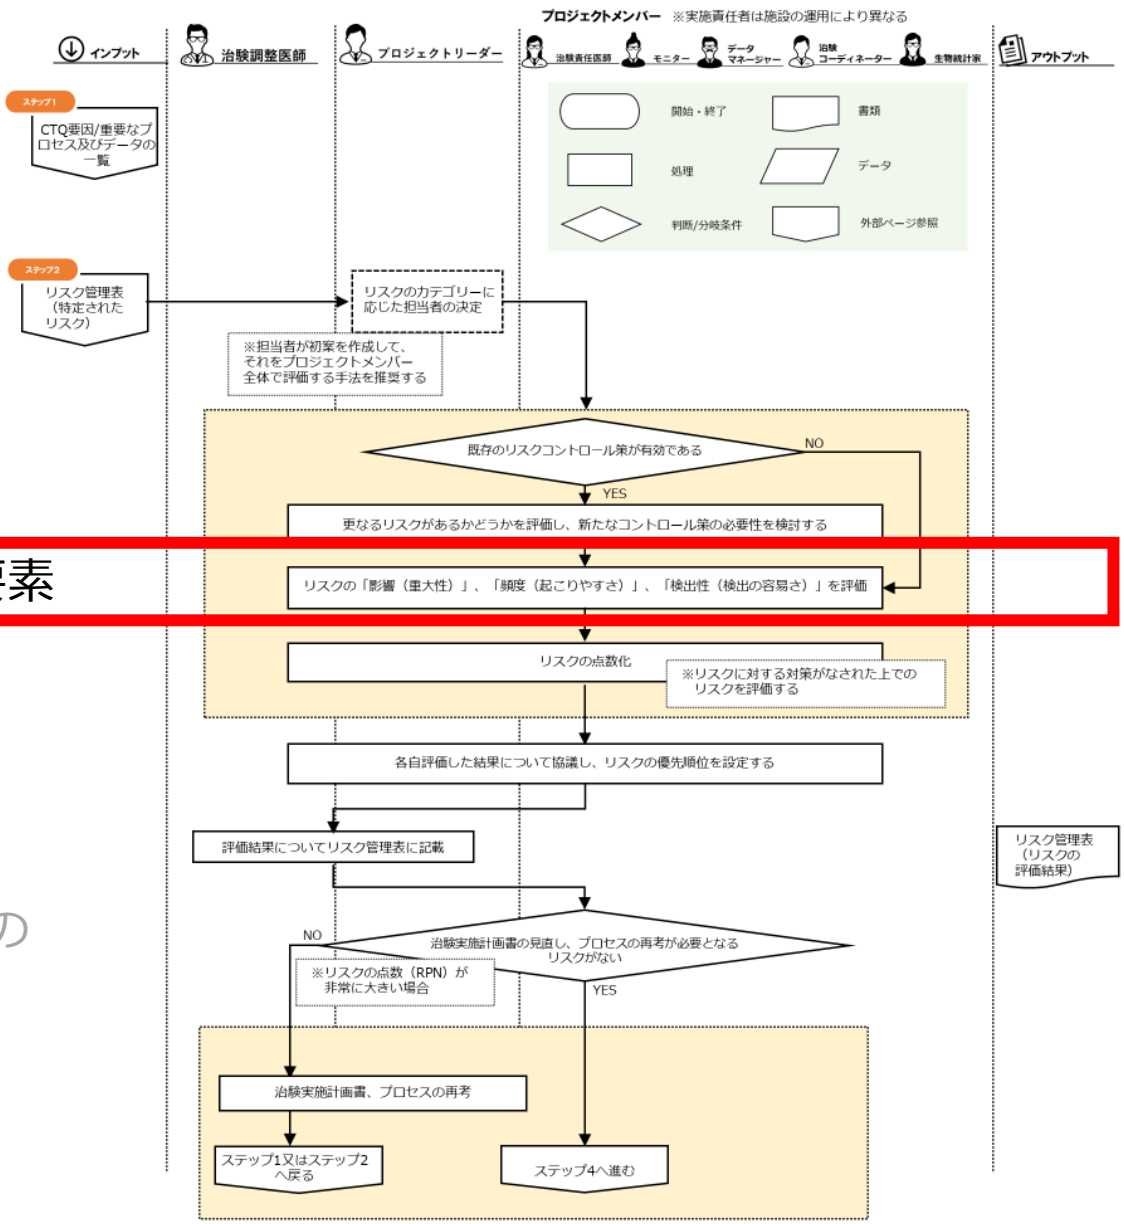 プロジェクトメンバー ※実施責任者は施設の運用により異なる
インプット
治験調整医師
プロジェクトリーダー
治験責任医師
モニター
データ
マネージャー
治験
コーディネーター
生物統計家
アウトプット
ステップ1
CTQ要因/重要なプ
ロセス及びデータの
一覧
開始・終了
書類
処理
データ
判断/分岐条件
外部ページ参照
ステップ2
リスク管理表
（特定された
リスク）
リスクのカテゴリーに
応じた担当者の決定
※担当者が初案を作成して、
それをプロジェクトメンバー
全体で評価する手法を推奨する
既存のリスクコントロール策が有効である
NO
YES
更なるリスクがあるかどうかを評価し、新たなコントロール策の必要性を検討する
要素
リスクの「影響（重大性）」、「頻度（起こりやすさ）」、「検出性（検出の容易さ）」を評価
リスクの点数化
※リスクに対する対策がなされた上での
リスクを評価する
各自評価した結果について協議し、リスクの優先順位を設定する
評価結果についてリスク管理表に記載
リスク管理表
（リスクの
評価結果）
の
NO
治験実施計画書の見直し、プロセスの再考が必要となる
リスクがない
※リスクの点数（RPN）が
非常に大きい場合
YES
治験実施計画書、プロセスの再考
ステップ1又はステップ2
へ戻る
ステップ4へ進む